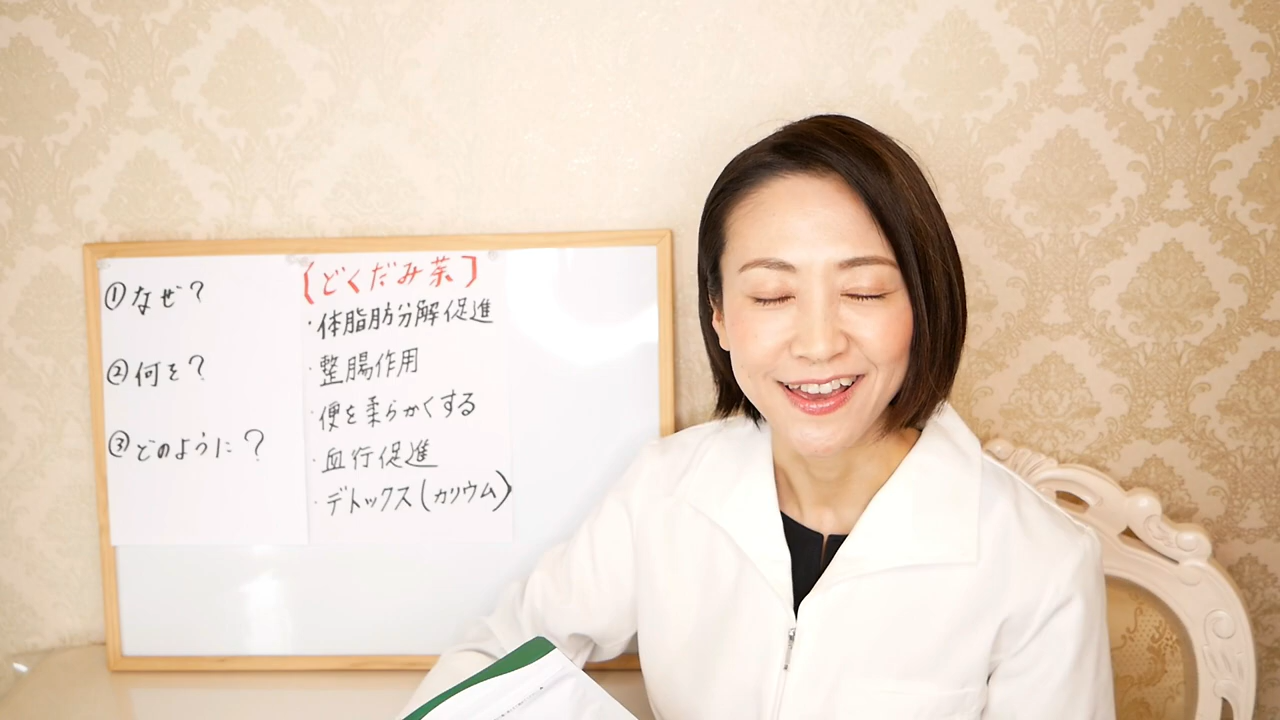 ①なぜ?
②何を?
③どのように?
【どくだみ茶】
・体脂肪分解促進
・整腸作用
・便を柔らかくする
・血行促進
・デトックス(カリウム)